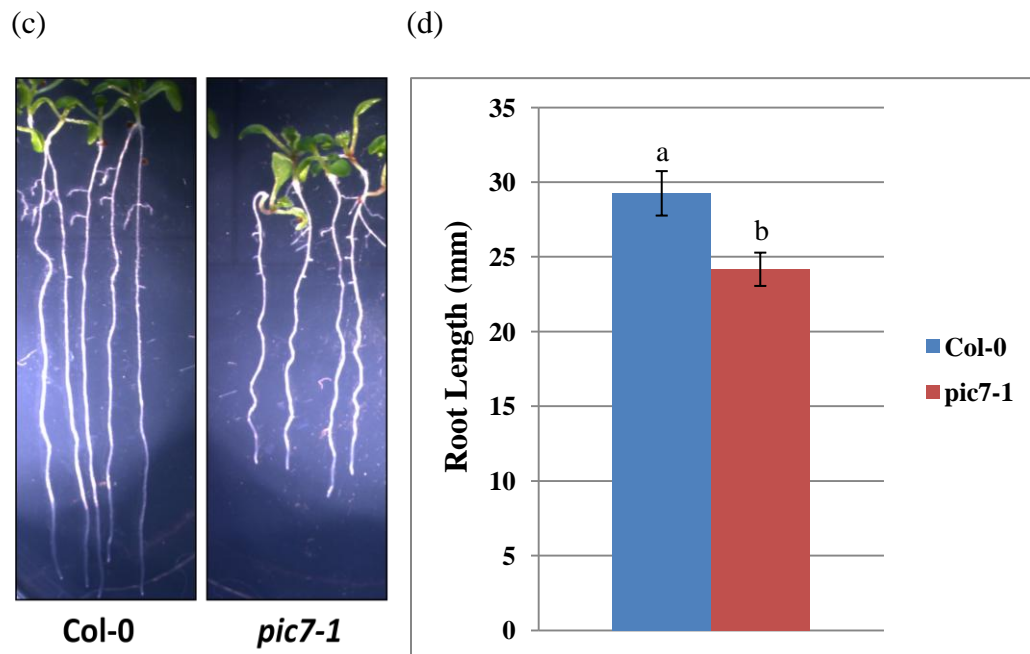 (c)
(d)
Col-0
pic7-1
Root Length (mm)
35
30
25
20
15
10
5
0
a
b
Col-0
pic7-1